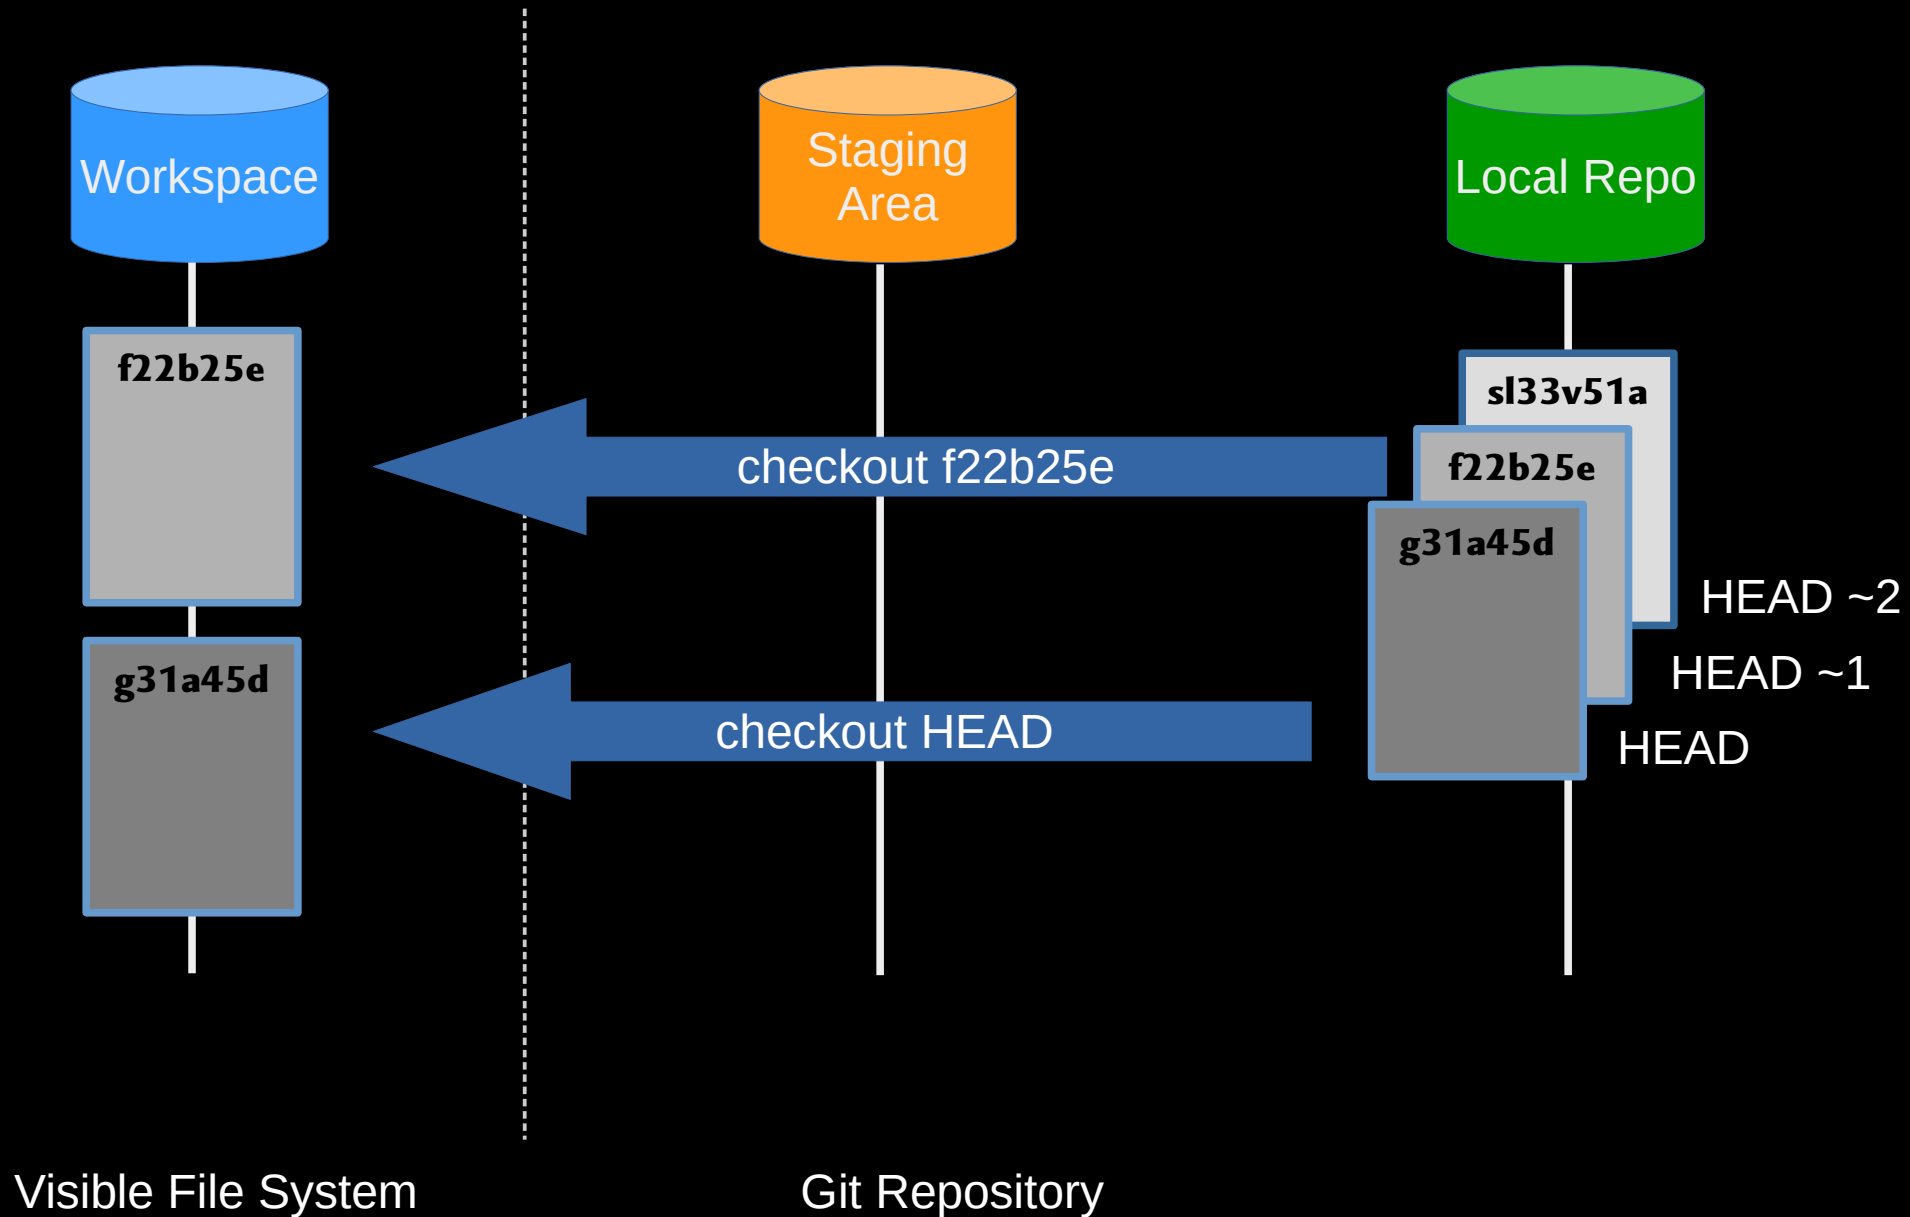 Workspace
Staging
Area
Local Repo
f22b25e
sl33v51a
checkout f22b25e
f22b25e
g31a45d
HEAD ~2
g31a45d
HEAD ~1
checkout HEAD
HEAD
Visible File System
Git Repository